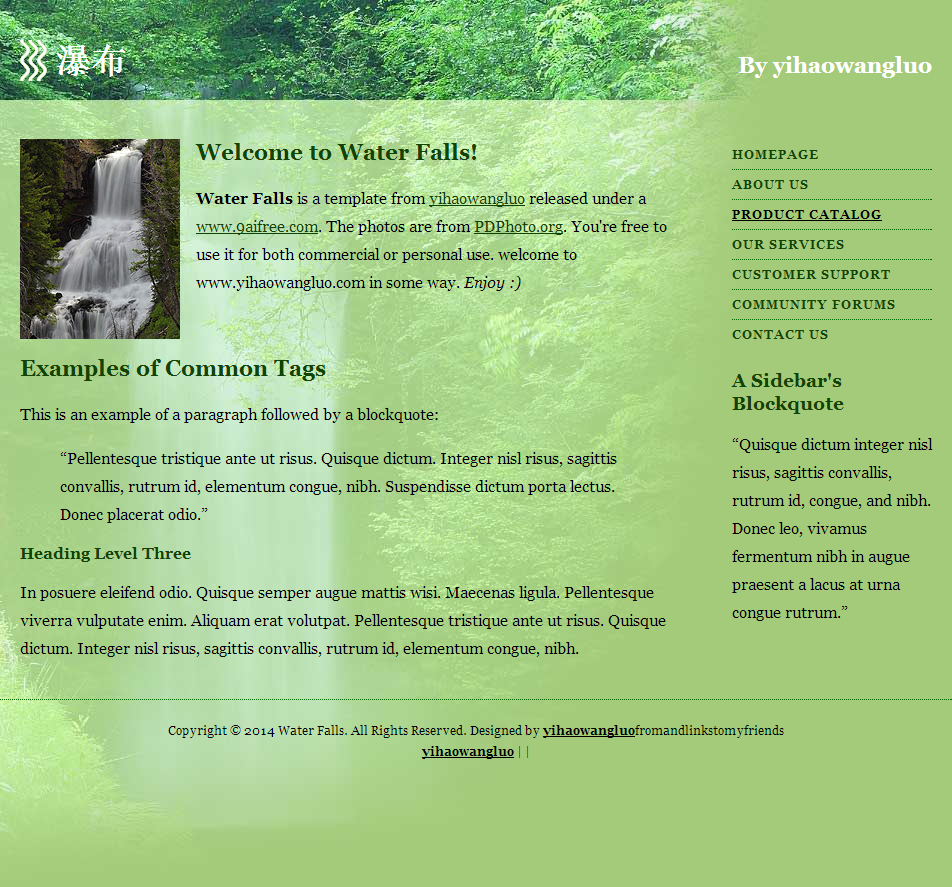 瀑布
By yihaowangluo
Welcome to Water Falls!
Water Falls is a template from yihaowangluo released under a
www.9aifree.com. The photos are from PDPhoto.org. You're free to
use it for both commercial or personal use. welcome to
www.yihaowangluo.com in some way. Enjoy :)
Examples of Common Tags
This is an example of a paragraph followed by a blockquote:
“Pellentesque tristique ante ut risus. Quisque dictum. Integer nisl risus, sagittis
convallis, rutrum id, elementum congue, nibh. Suspendisse dictum porta lectus.
Donec placerat odio.”
Heading Level Three
In posuere eleifend odio. Quisque semper augue mattis wisi. Maecenas ligula. Pellentesque
viverra vulputate enim. Aliquam erat volutpat. Pellentesque tristique ante ut risus. Quisque
dictum. Integer nisl risus, sagittis convallis, rutrum id, elementum congue, nibh.
HOMEPAGE
ABOUT US
PRODUCT CATALOG
OUR SERVICES
CUSTOMER SUPPORT
COMMUNITY FORUMS
CONTACT US
A Sidebar's
Blockquote
“Quisque dictum integer nisl
risus, sagittis convallis,
rutrum id, congue, and nibh.
Donec leo, vivamus
fermentum nibh in augue
praesent a lacus at urna
congue rutrum.”
Copyright © 2014 Water Falls. All Rights Reserved. Designed by yihaowangluofromandlinkstomyfriends
yihaowangluo | |